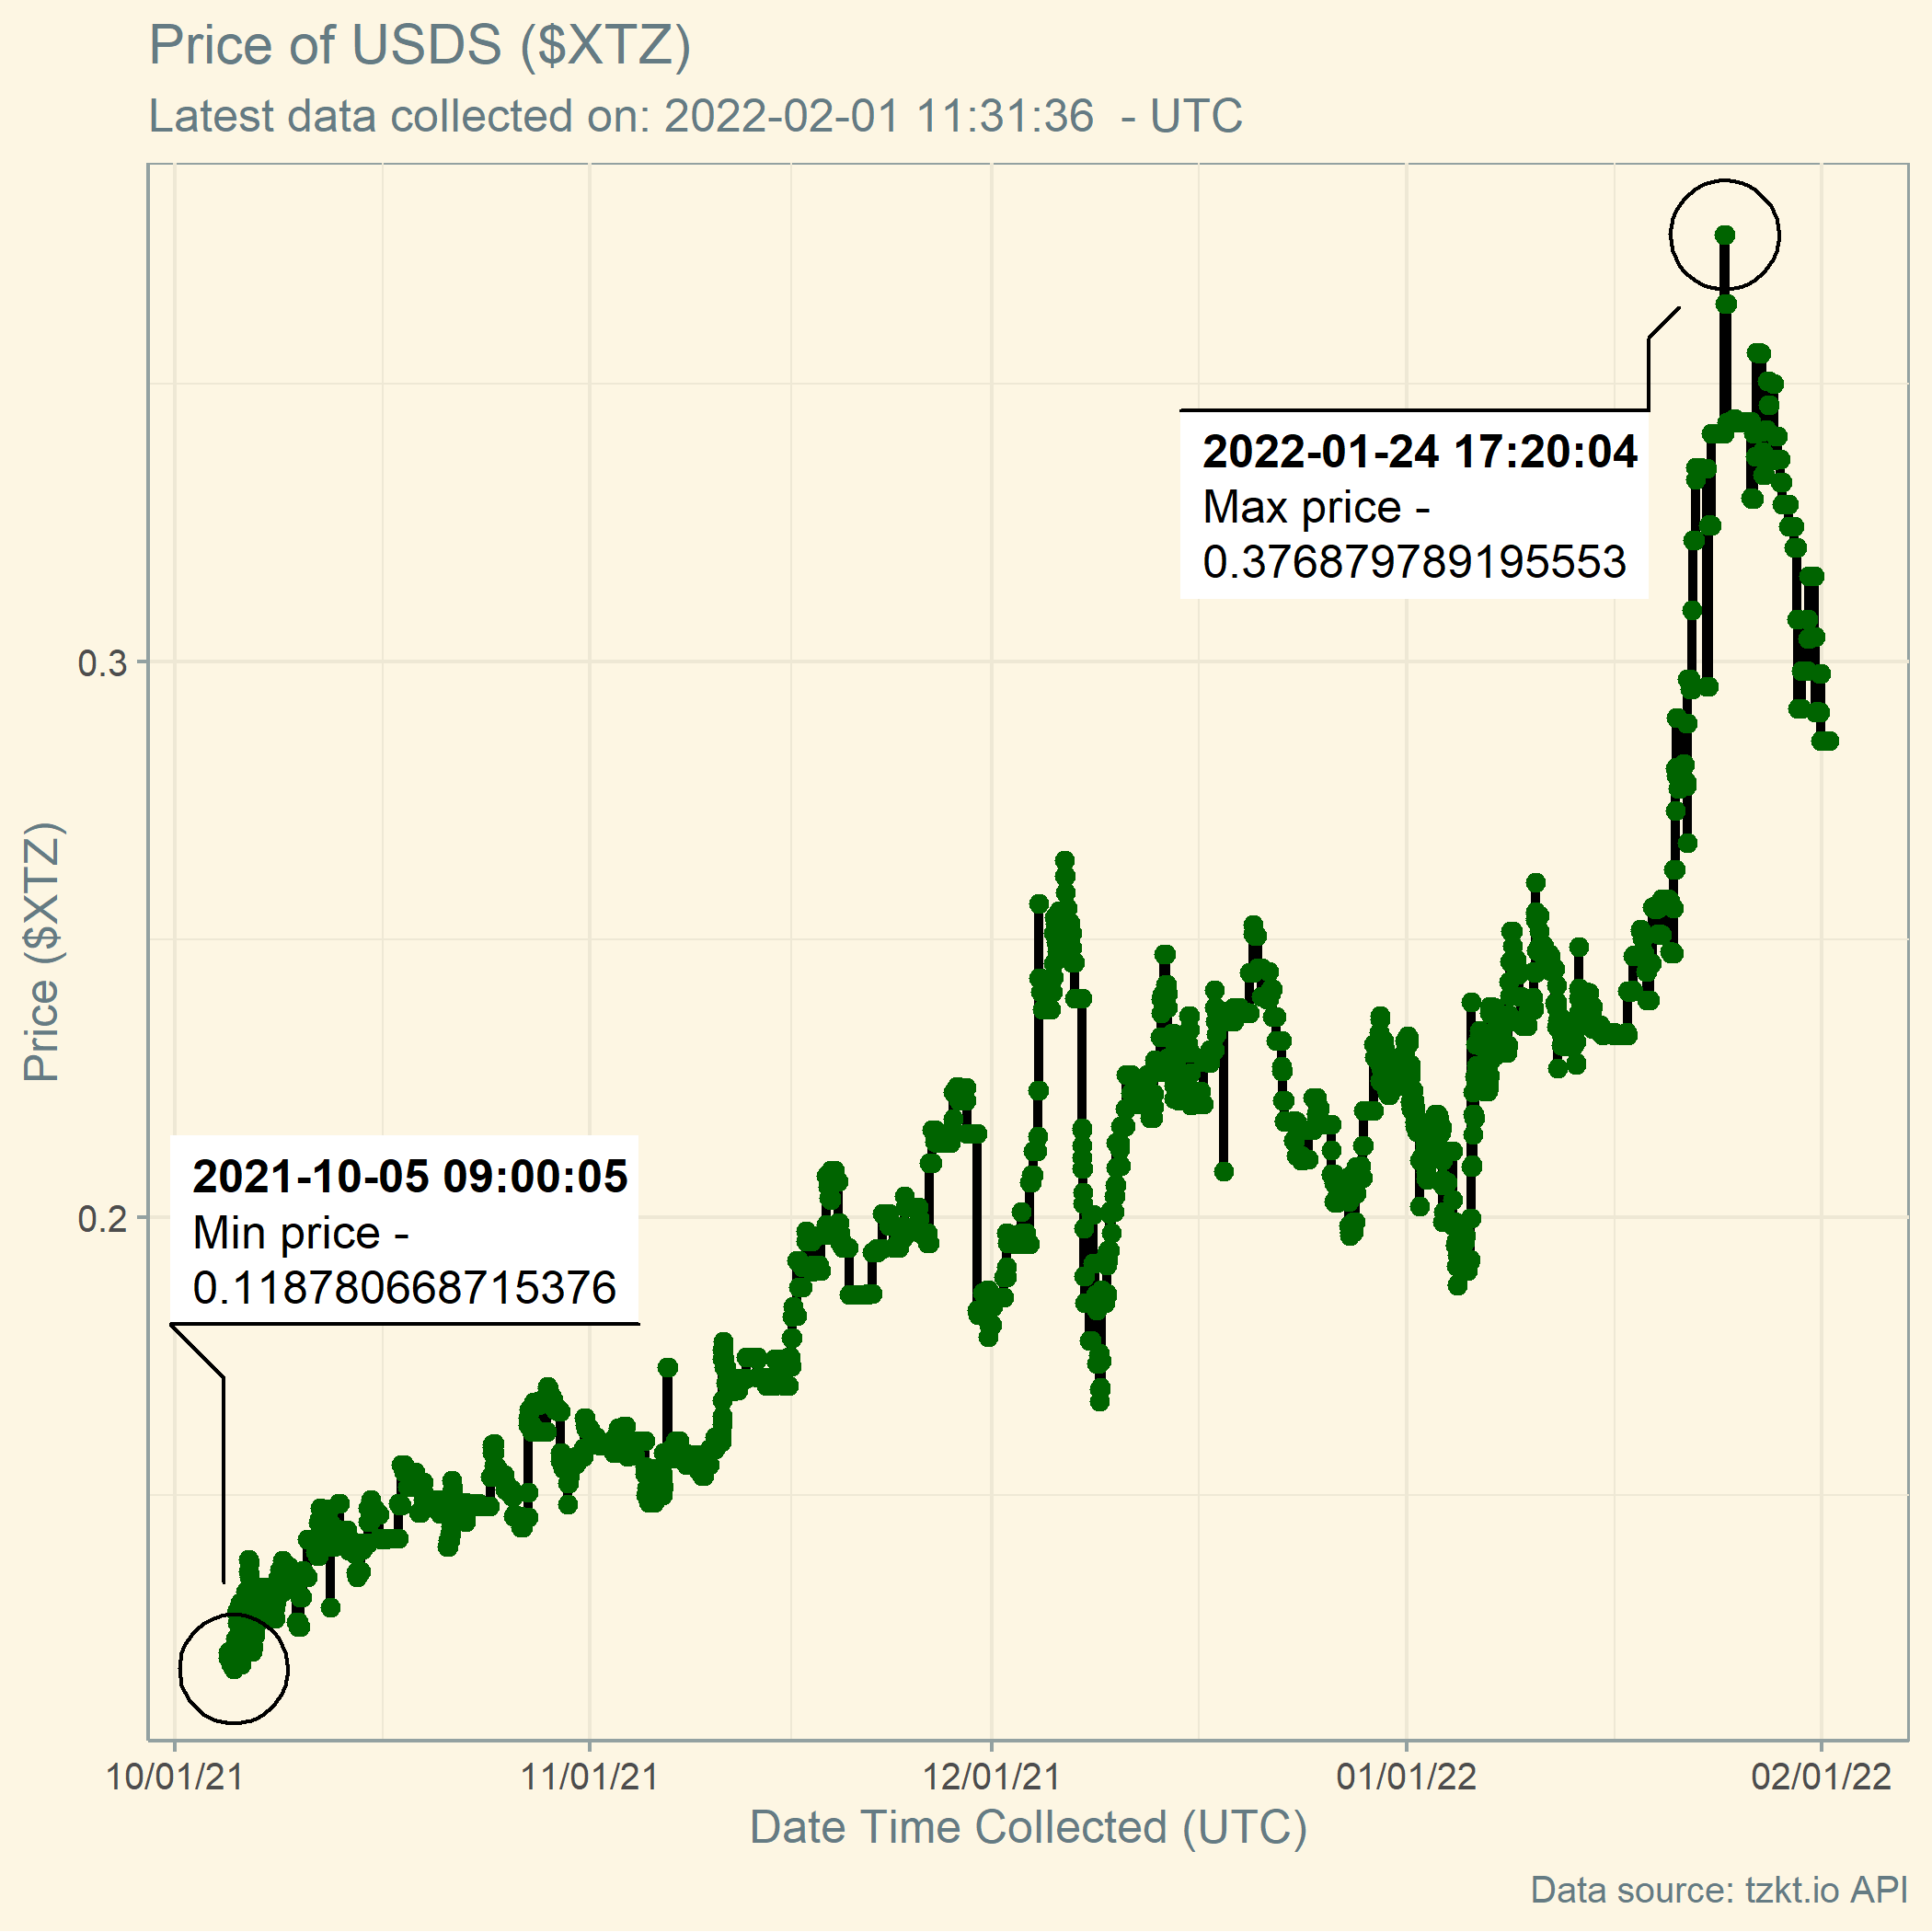 Price of USDS ($XTZ)
Latest data collected on: 2022-02-01 11:31:36  - UTC
2022-01-24 17:20:04
Max price -
0.376879789195553
0.3
Price ($XTZ)
0.2
2021-10-05 09:00:05
Min price -
0.118780668715376
10/01/21
11/01/21
12/01/21
01/01/22
02/01/22
Date Time Collected (UTC)
Data source: tzkt.io API